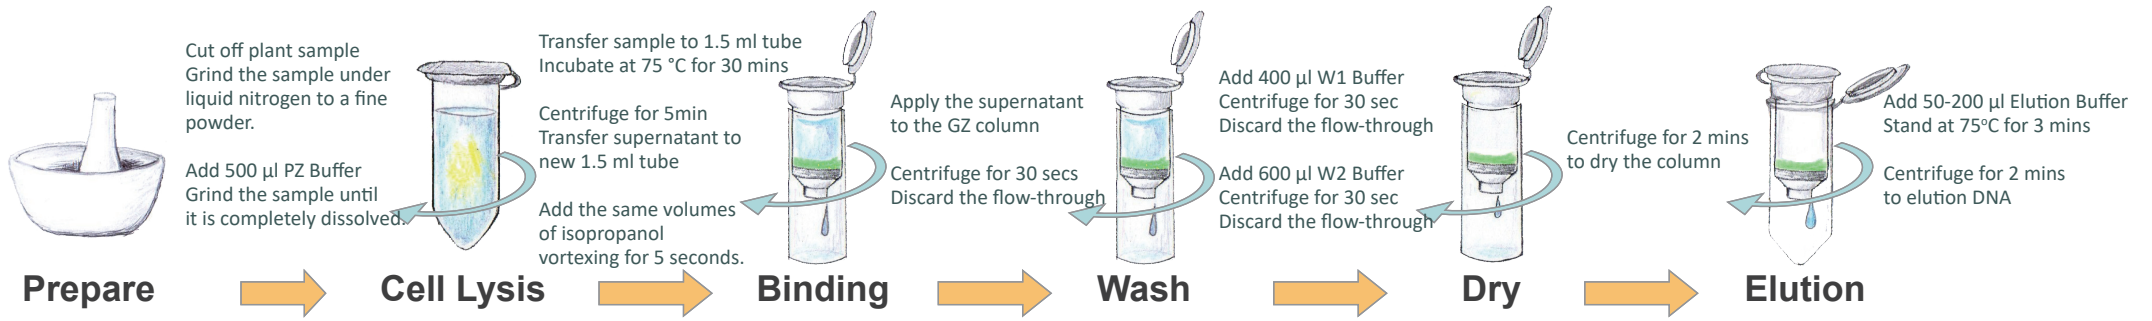 Cut off plant sample
Grind the sample under
liquid nitrogen to a fine
powder.
Add 500 µl PZ Buffer
Grind the sample until
it is completely dissolved.
Transfer sample to 1.5 ml tube
Incubate at 75 °C for 30 mins
Centrifuge for 5min
Transfer supernatant to
new 1.5 ml tube
Add the same volumes
of isopropanol
vortexing for 5 seconds.
Apply the supernatant
to the GZ column
Centrifuge for 30 secs
Discard the flow-through
Add 400 µl W1 Buffer
Centrifuge for 30 sec
Discard the flow-through
Add 600 µl W2 Buffer
Centrifuge for 30 sec
Discard the flow-through
Centrifuge for 2 mins
to dry the column
Add 50-200 µl Elution Buffer
Stand at 75°C for 3 mins
Centrifuge for 2 mins
to elution DNA
Prepare
Cell Lysis
Binding
Wash
Dry
Elution